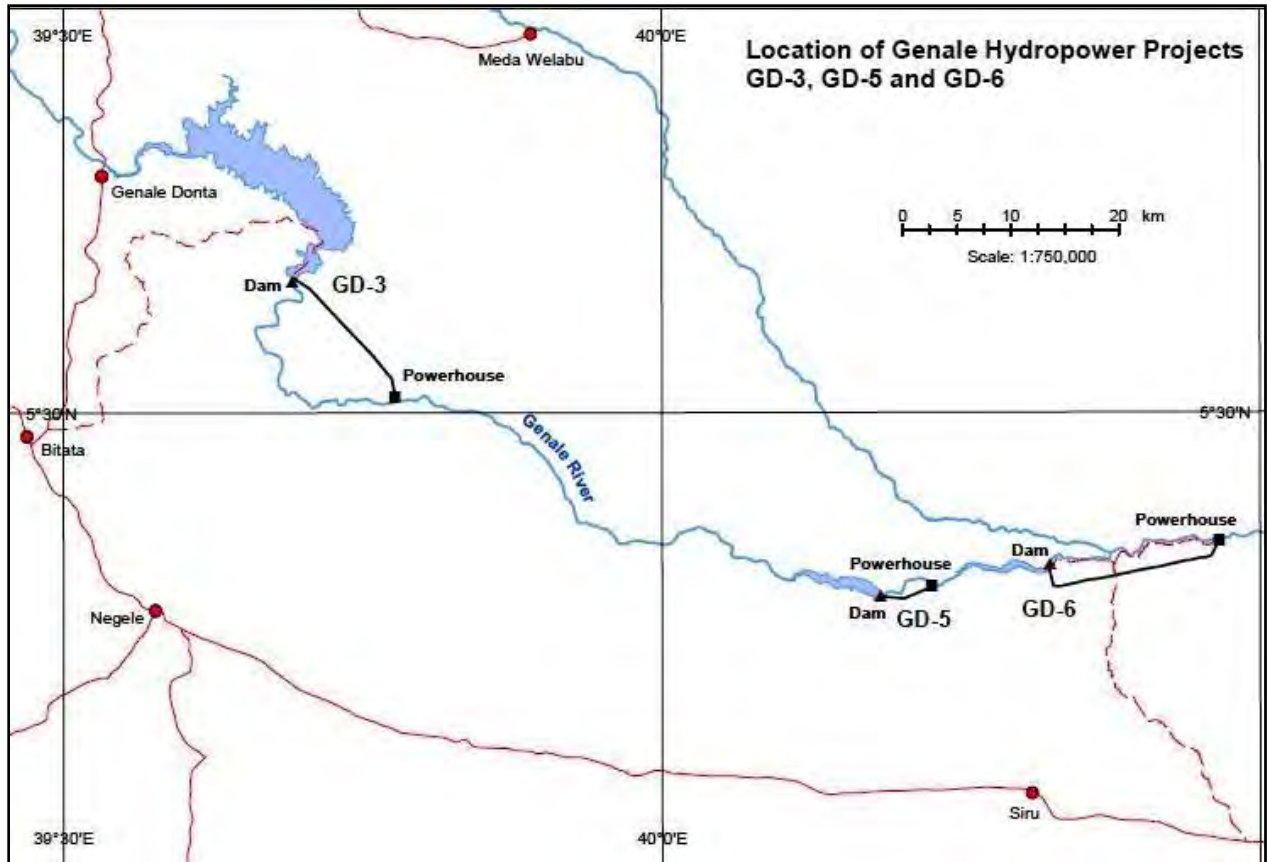 39°30'E
40°0'E
Location of Genale Hydropower Projects
GD-3, GD-5 and GD-6
Meda Welabu
Genale Donta
0 5 10 20 km
Scale: 1:750,000
Dam
GD-3
Powerhouse
5°30'N
5°30'N
Bitata
Genale River
Powerhouse
Dam
Powerhouse
Dam
GD-5
GD-6
Negele
Siru
39°30'E
40°0'E